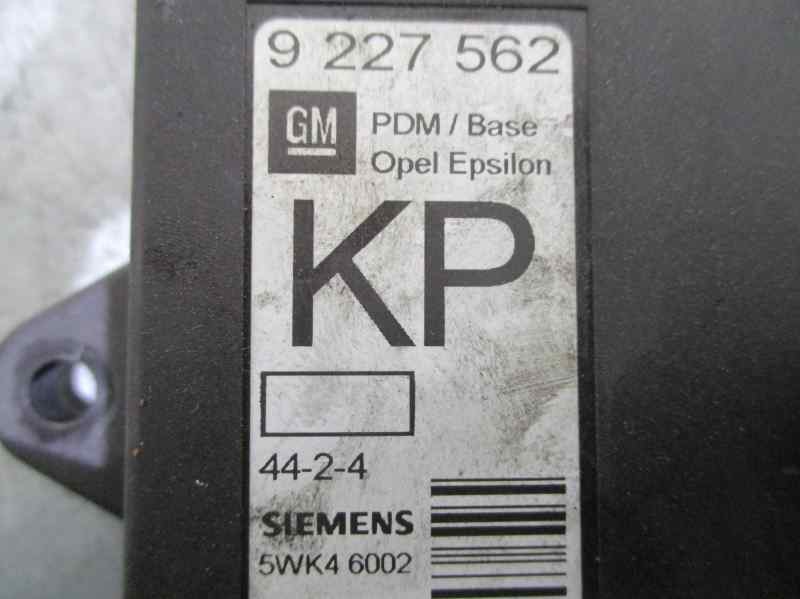 9 227 562
GM
PDM / Base
Opel Epsilon
KP
44-2-4
SIEMENS
5WK4 6002